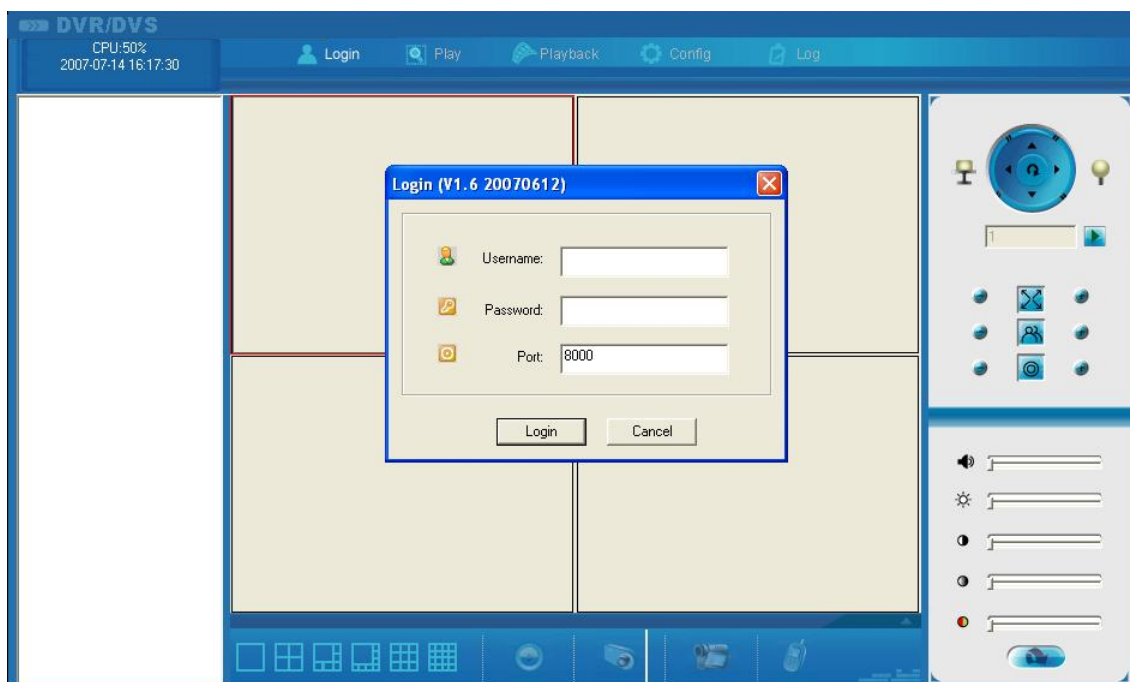 DVR/DVS
CPU:50%
2007-07-14 16:17:30
Login
Play
Playback
Config
Log
Login (V1.6 20070612)
Username:
Password:
Port: 8000
Login
Cancel
1